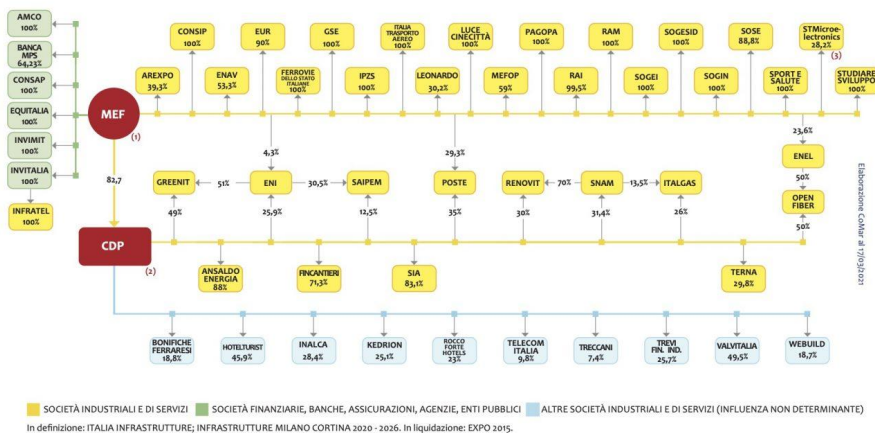 AMCO
100%
BANCA
MPS
64,23%
CONSAP
100%
EQUITALIA
100%
INVIMIT
100%
INVITALIA
100%
INFRATEL
100%
MEF
(1)
82,7
CDP
(2)
CONSIP
100%
EUR
90%
GSE
100%
ITALIA
TRASPORTO
AEREO
100%
LUCE
CINECITTÀ
100%
PAGOPA
100%
RAM
100%
SOGESID
100%
SOSE
88,8%
STMicroe-
lectronics
28,2%
(3)
AREXPO
39,3%
ENAV
53,3%
FERROVIE
DELLO STATO
ITALIANE
100%
IPZS
100%
LEONARDO
30,2%
MEFOP
59%
RAI
99,5%
SOGEI
100%
SOGIN
100%
SPORT E
SALUTE
100%
STUDIARE
SVILUPPO
100%
4,3%
29,3%
23,6%
GREENIT
51%
ENI
30,5%
SAIPEM
POSTE
RENOVIT
70%
SNAM
13,5%
ITALGAS
ENEL
50%
OPEN
FIBER
50%
49%
25,9%
12,5%
35%
30%
31,4%
26%
ANSALDO
ENERGIA
88%
FINCANTIERI
71,3%
SIA
83,1%
TERNA
29,8%
BONIFICHE
FERRARESI
18,8%
HOTELTURIST
45,9%
INALCA
28,4%
KEDRION
25,1%
ROCCO
FORTE
HOTELS
23%
TELECOM
ITALIA
9,8%
TRECCANI
7,4%
TREVI
FIN. IND.
25,7%
VALVITALIA
49,5%
WEBUILD
18,7%
Elaborazione CoMar al 17/03/2021
SOCIETÀ INDUSTRIALI E DI SERVIZI
SOCIETÀ FINANZIARIE, BANCHE, ASSICURAZIONI, AGENZIE, ENTI PUBBLICI
ALTRE SOCIETÀ INDUSTRIALI E DI SERVIZI (INFLUENZA NON DETERMINANTE)
In definizione: ITALIA INFRASTRUTTURE; INFRASTRUTTURE MILANO CORTINA 2020 - 2026. In liquidazione: EXPO 2015.